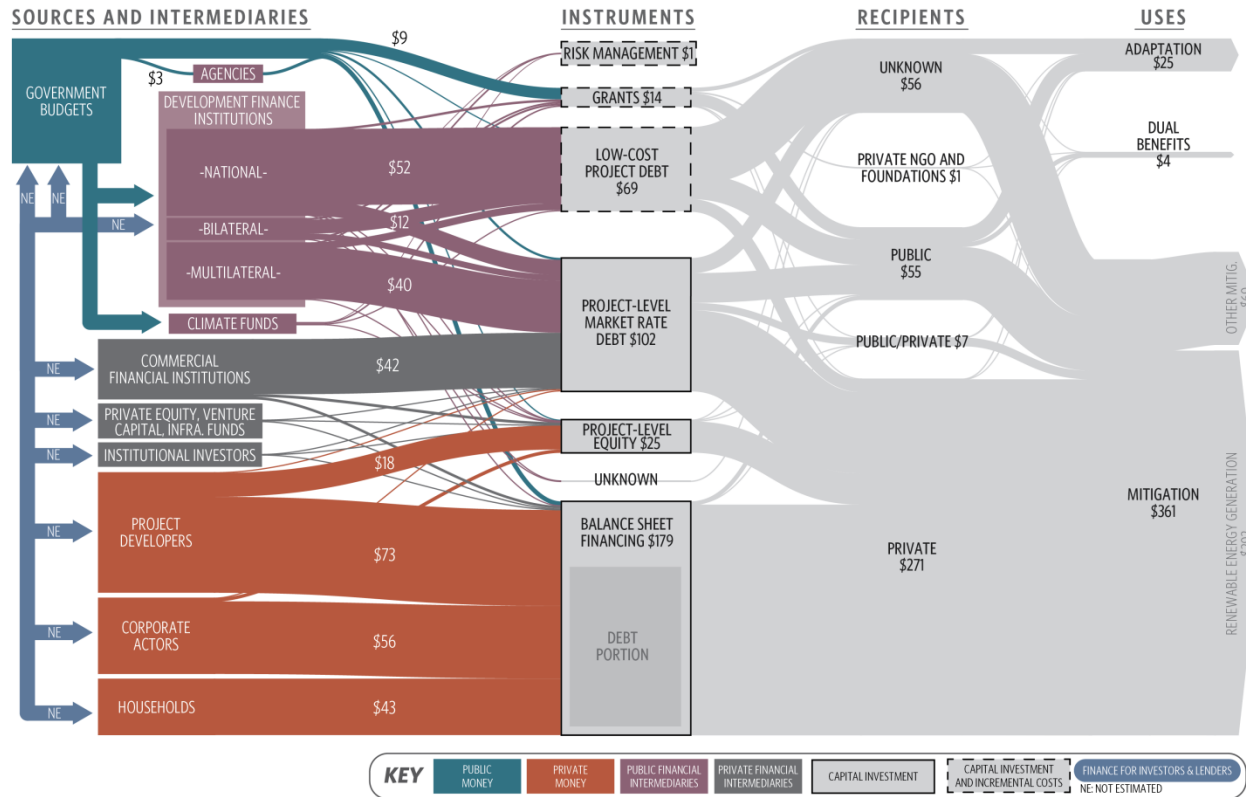 SOURCES AND INTERMEDIARIES
INSTRUMENTS
RECIPIENTS
USES
GOVERNMENT
BUDGETS
$3
$9
AGENCIES
DEVELOPMENT FINANCE
INSTITUTIONS
-NATIONAL-
$52
-BILATERAL-
$12
-MULTILATERAL-
$40
CLIMATE FUNDS
NE
NE
NE
NE
COMMERCIAL
FINANCIAL INSTITUTIONS
$42
NE
PRIVATE EQUITY, VENTURE
CAPITAL, INFRA. FUNDS
NE
INSTITUTIONAL INVESTORS
$18
NE
PROJECT
DEVELOPERS
$73
NE
CORPORATE
ACTORS
$56
NE
HOUSEHOLDS
$43
RISK MANAGEMENT $1
GRANTS $14
LOW-COST
PROJECT DEBT
$69
PROJECT-LEVEL
MARKET RATE
DEBT $102
PROJECT-LEVEL
EQUITY $25
UNKNOWN
BALANCE SHEET
FINANCING $179
DEBT
PORTION
UNKNOWN
$56
PRIVATE NGO AND
FOUNDATIONS $1
PUBLIC
$55
PUBLIC/PRIVATE $7
PRIVATE
$271
ADAPTATION
$25
DUAL
BENEFITS
$4
MITIGATION
$361
OTHER MITIG.
RENEWABLE ENERGY GENERATION
KEY
PUBLIC
MONEY
PRIVATE
MONEY
PUBLIC FINANCIAL
INTERMEDIARIES
PRIVATE FINANCIAL
INTERMEDIARIES
CAPITAL INVESTMENT
CAPITAL INVESTMENT
AND INCREMENTAL COSTS
FINANCE FOR INVESTORS & LENDERS
NE: NOT ESTIMATED